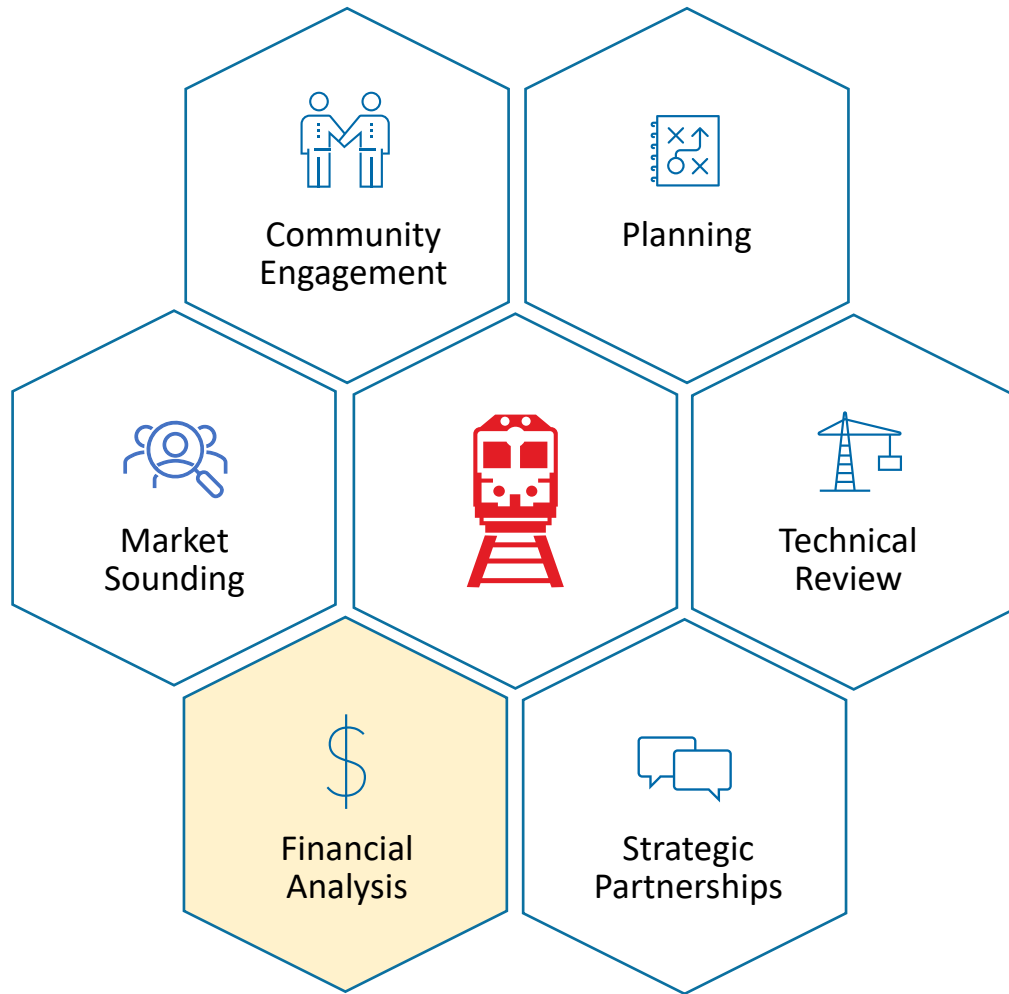 Community
Engagement
Planning
Market
Sounding
Technical
Review
Financial
Analysis
Strategic
Partnerships